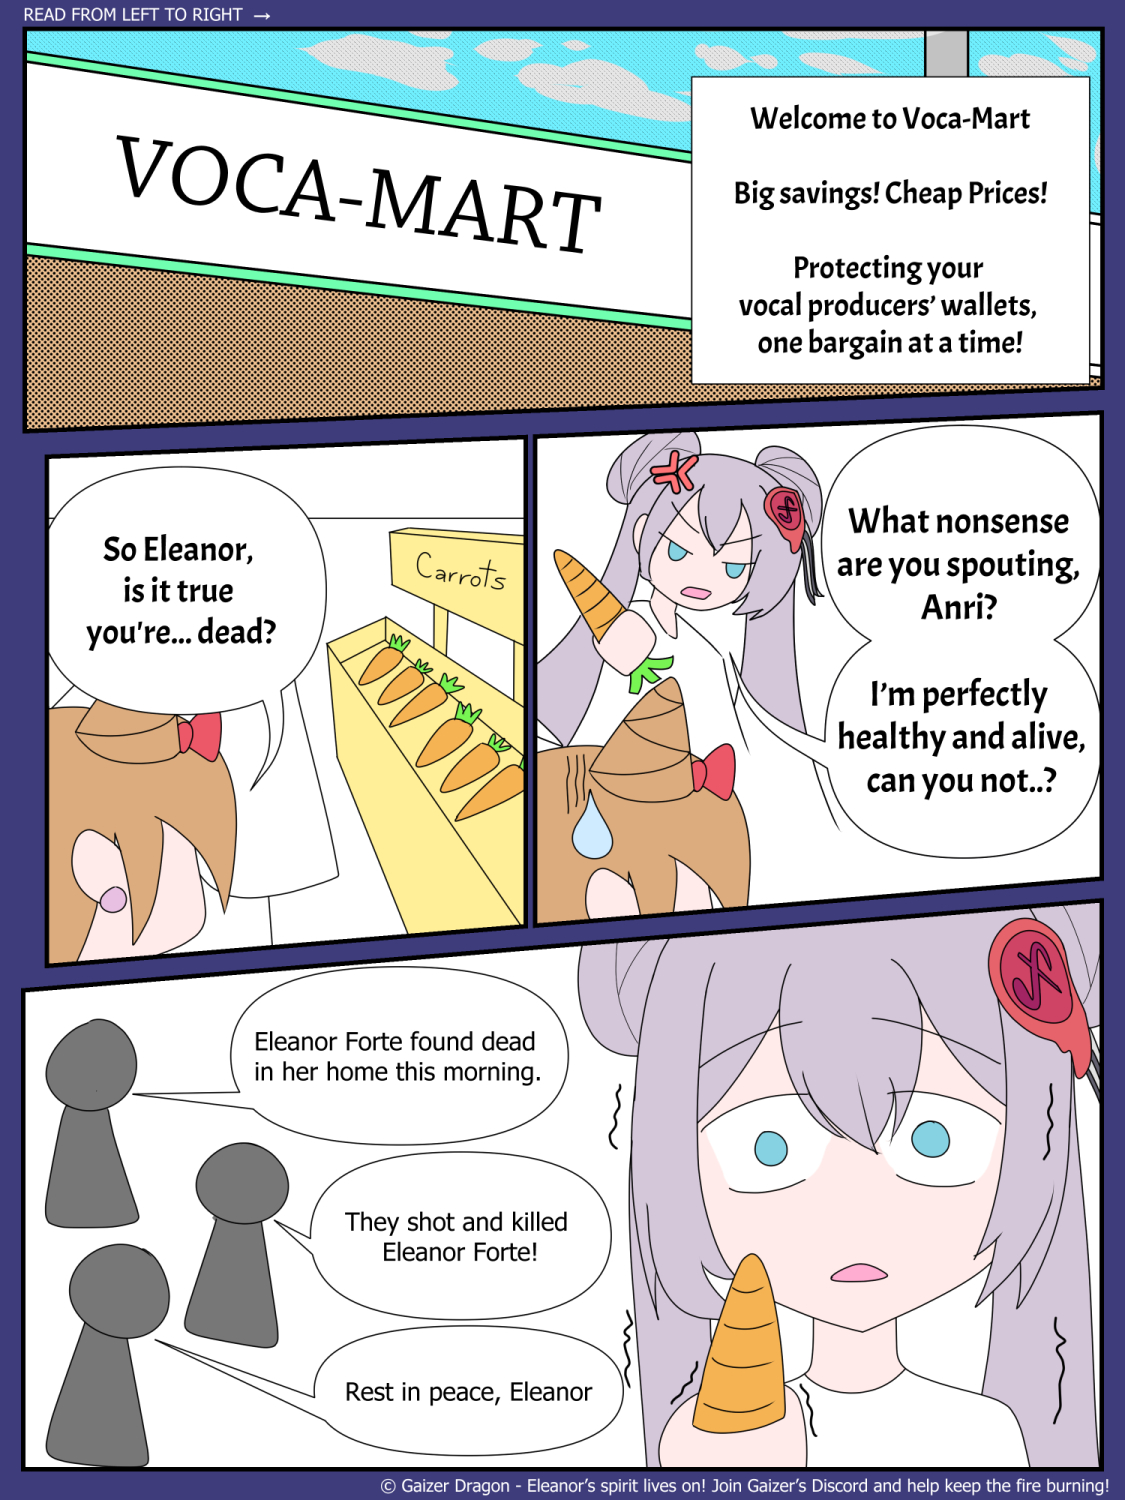 READ FROM LEFT TO RIGHT →
VOCA-MART
Welcome to Voca-Mart
Big savings! Cheap Prices!
Protecting your
vocal producers’ wallets,
one bargain at a time!
So Eleanor,
is it true
you're... dead?
Carrots
What nonsense
are you spouting,
Anri?
I’m perfectly
healthy and alive,
can you not..?
Eleanor Forte found dead
in her home this morning.
They shot and killed
Eleanor Forte!
Rest in peace, Eleanor
© Gaizer Dragon - Eleanor’s spirit lives on! Join Gaizer’s Discord and help keep the fire burning!